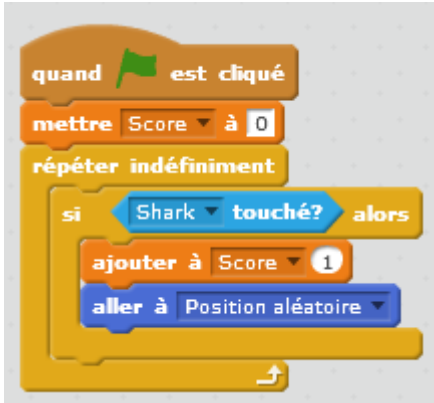 quand est cliqué
mettre Score à 0
répéter indéfiniment
si Shark touché? alors
ajouter à Score 1
aller à Position aléatoire